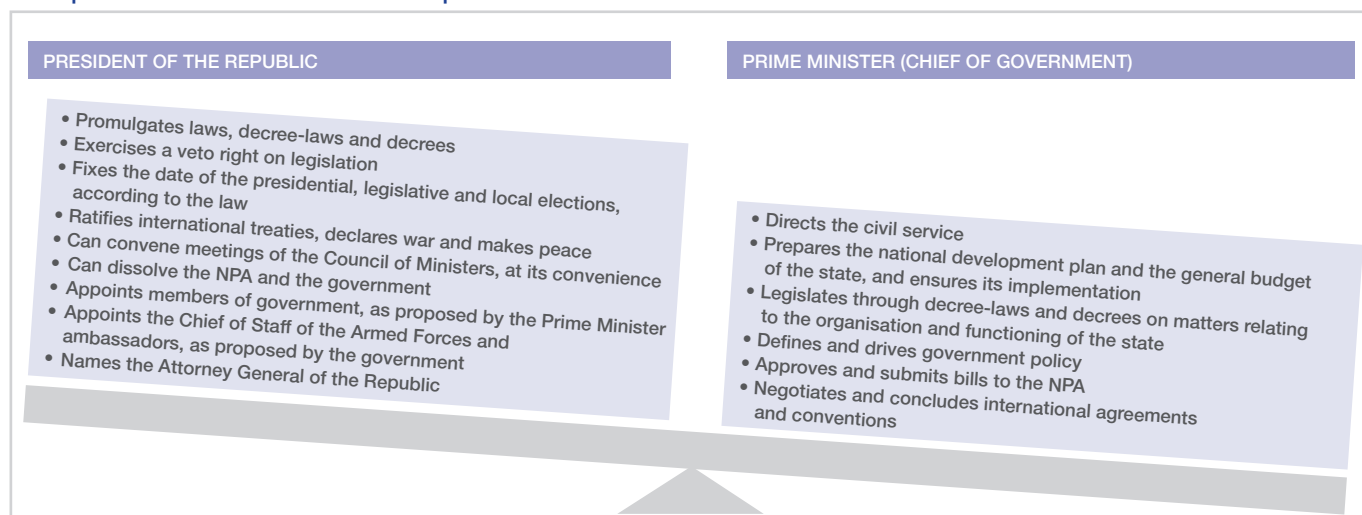 PRESIDENT OF THE REPUBLIC
• Promulgates laws, decree-laws and decrees
• Exercises a veto right on legislation
• Fixes the date of the presidential, legislative and local elections,
according to the law
• Ratifies international treaties, declares war and makes peace
• Can convene meetings of the Council of Ministers, at its convenience
• Can dissolve the NPA and the government
• Appoints members of government, as proposed by the Prime Minister
• Appoints the Chief of Staff of the Armed Forces and
ambassadors, as proposed by the government
• Names the Attorney General of the Republic
PRIME MINISTER (CHIEF OF GOVERNMENT)
• Directs the civil service
• Prepares the national development plan and the general budget
of the state, and ensures its implementation
• Legislates through decree-laws and decrees on matters relating
to the organisation and functioning of the state
• Defines and drives government policy
• Approves and submits bills to the NPA
• Negotiates and concludes international agreements
and conventions